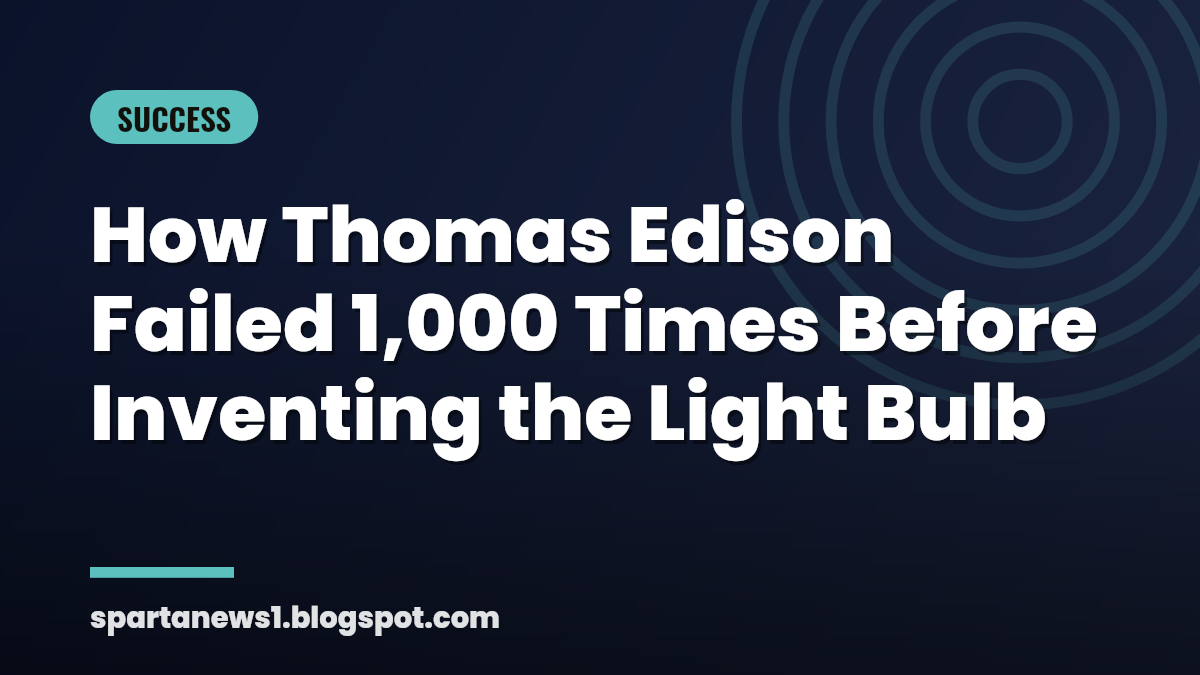 SUCCESS
How Thomas Edison
Failed 1,000 Times Before
Inventing the Light Bulb
spartanews1.blogspot.com